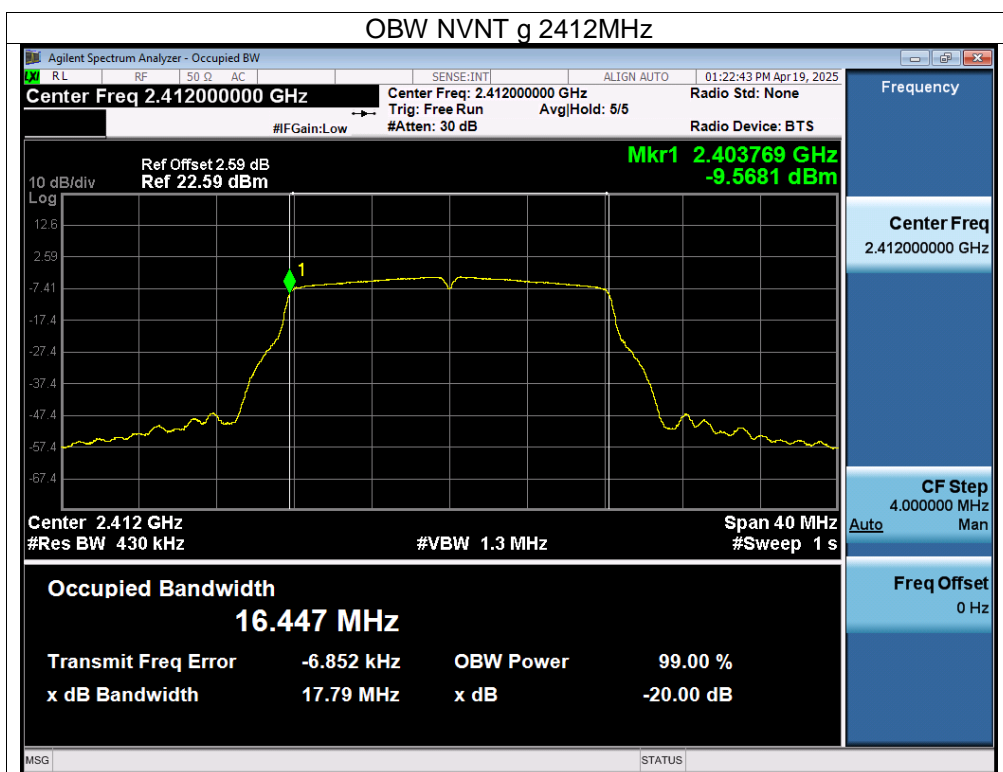 OBW NVNT g 2412MHz
Agilent Spectrum Analyzer - Occupied BW
LXI RL RF 50 Ω AC SENSE:INT ALIGN AUTO 01:22:43 PM Apr 19, 2025
Center Freq 2.412000000 GHz
Center Freq: 2.412000000 GHz Radio Std: None
Trig: Free Run Avg|Hold: 5/5
#IFGain:Low #Atten: 30 dB Radio Device: BTS
Mkr1 2.403769 GHz
-9.5681 dBm
Ref Offset 2.59 dB
10 dB/div Ref 22.59 dBm
Log
12.6
2.59
-7.41
-17.4
-27.4
-37.4
-47.4
-57.4
-67.4
1
Center 2.412 GHz Span 40 MHz
#Res BW 430 kHz #VBW 1.3 MHz #Sweep 1 s
Occupied Bandwidth
16.447 MHz
Transmit Freq Error -6.852 kHz OBW Power 99.00 %
x dB Bandwidth 17.79 MHz x dB -20.00 dB
MSG STATUS
Frequency
Center Freq
2.412000000 GHz
CF Step
4.000000 MHz
Auto Man
Freq Offset
0 Hz